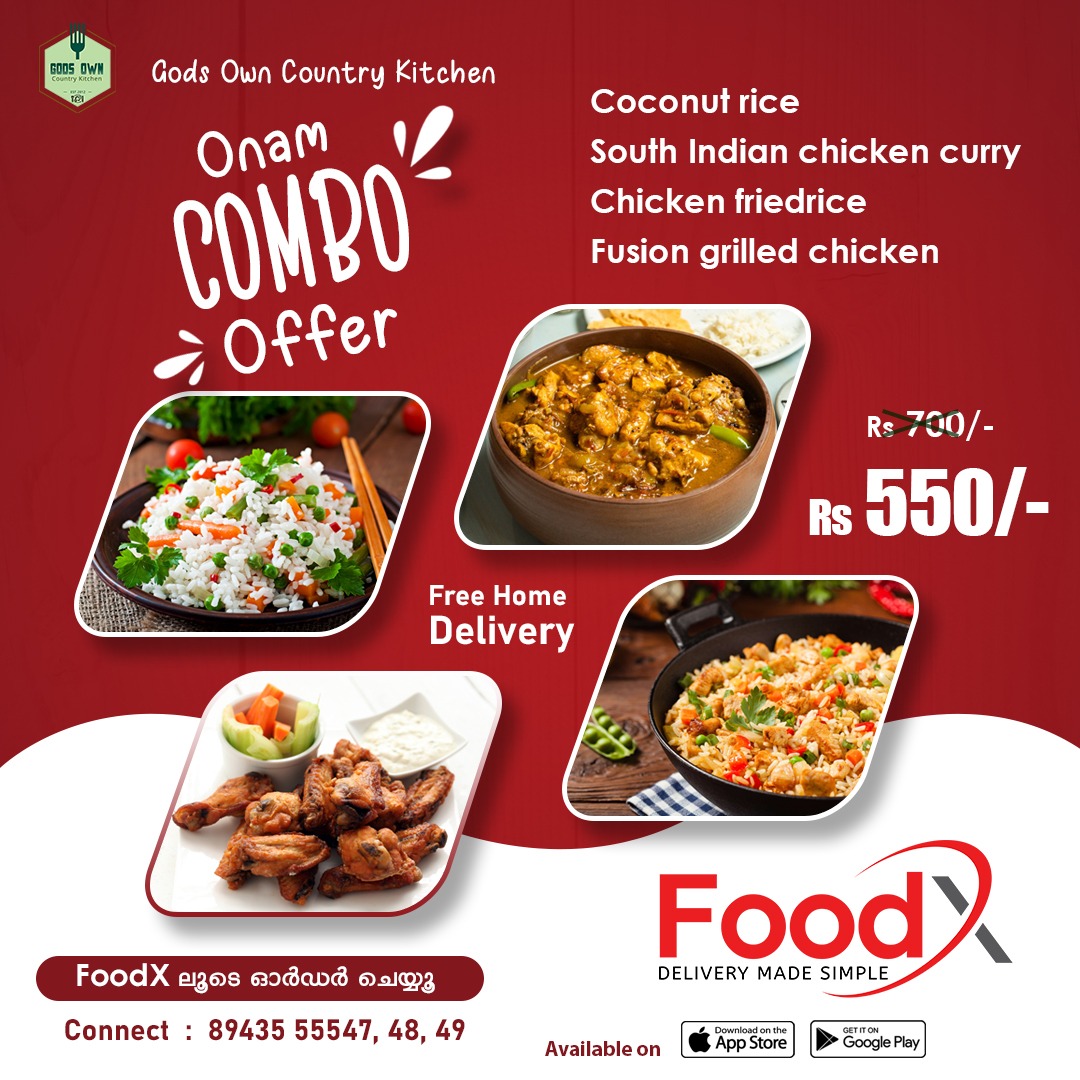 GODS OWN
Country Kitchen
Gods Own Country Kitchen
Onam
COMBO
Offer
Coconut rice
South Indian chicken curry
Chicken friedrice
Fusion grilled chicken
Rs 700/-
Rs 550/-
Free Home
Delivery
FoodX
DELIVERY MADE SIMPLE
FoodX ലൂടെ ഓർഡർ ചെയ്യൂ
Connect : 89435 55547, 48, 49
Available on
Download on the
App Store
GET IT ON
Google Play